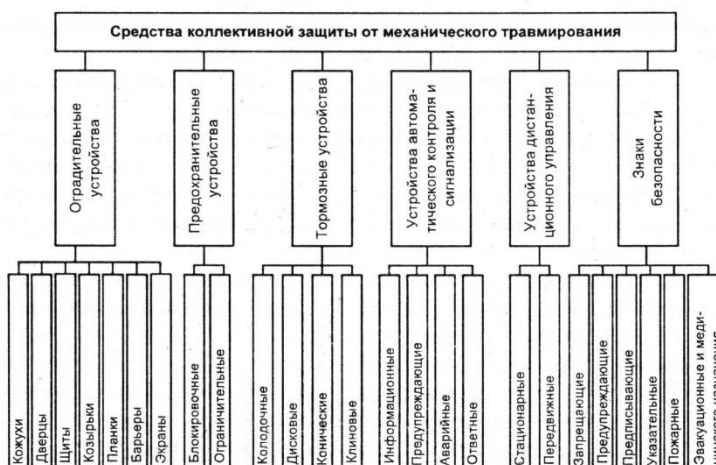 Средства коллективной защиты от механического травмирования
Оградительные
устройства
Предохранительные
устройства
Тормозные устройства
Устройства автома-
тического контроля и
сигнализации
Устройства дистан-
ционного управления
Знаки
безопасности
Кожухи
Дверцы
Щиты
Козырьки
Планки
Барьеры
Экраны
Блокировочные
Ограничительные
Колодочные
Дисковые
Конические
Клиновые
Информационные
Предупреждающие
Аварийные
Ответные
Стационарные
Передвижные
Запрещающие
Предупреждающие
Предписывающие
Указательные
Пожарные
Эвакуационные и меди-